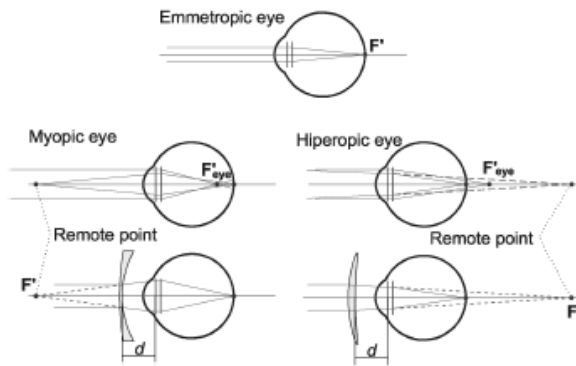 Emmetropic eye
F'
Myopic eye
Hiperopic eye
F'eye
F'eye
Remote point
Remote point
F'
F
d
d